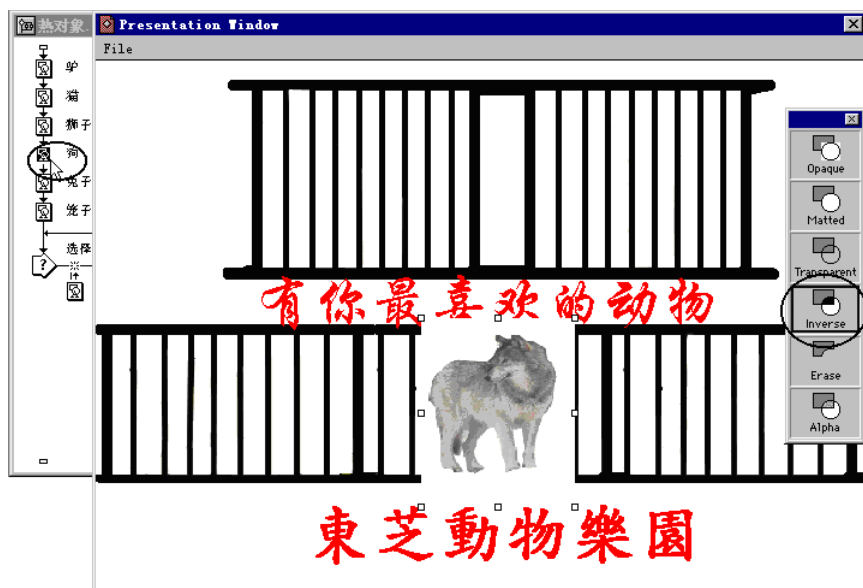 热对象.
Presentation Window
File
驴
猫
狮子
狗
兔子
笼子
选择
?
Opaque
Matted
Transparent
Inverse
Erase
Alpha
有你最喜欢的动物
東芝動物樂園